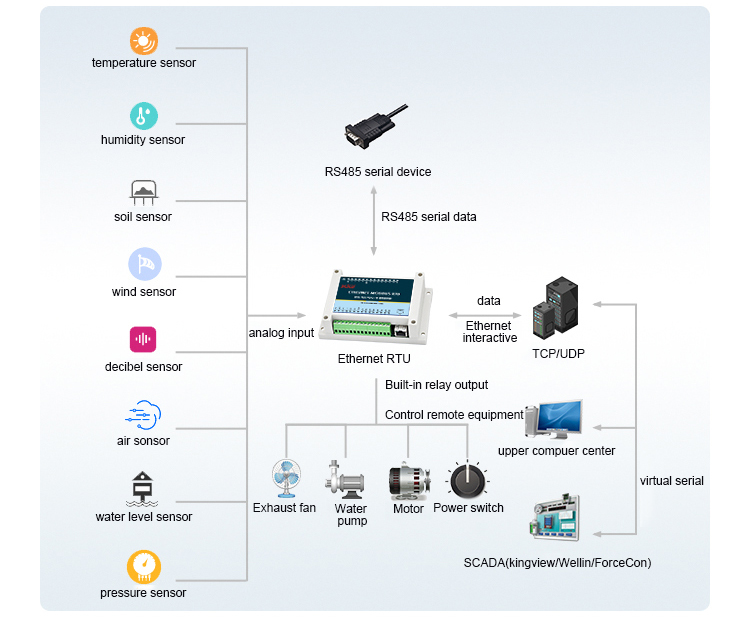 temperature sensor
humidity sensor
soil sensor
wind sensor
decibel sensor
air sonsor
water level sensor
pressure sensor
analog input
RS485 serial device
RS485 serial data
Ethernet RTU
data
Ethernet
interactive
TCP/UDP
Built-in relay output
Control remote equipment
Exhaust fan
Water
pump
Motor
Power switch
upper compuer center
virtual serial
SCADA(kingview/Wellin/ForceCon)